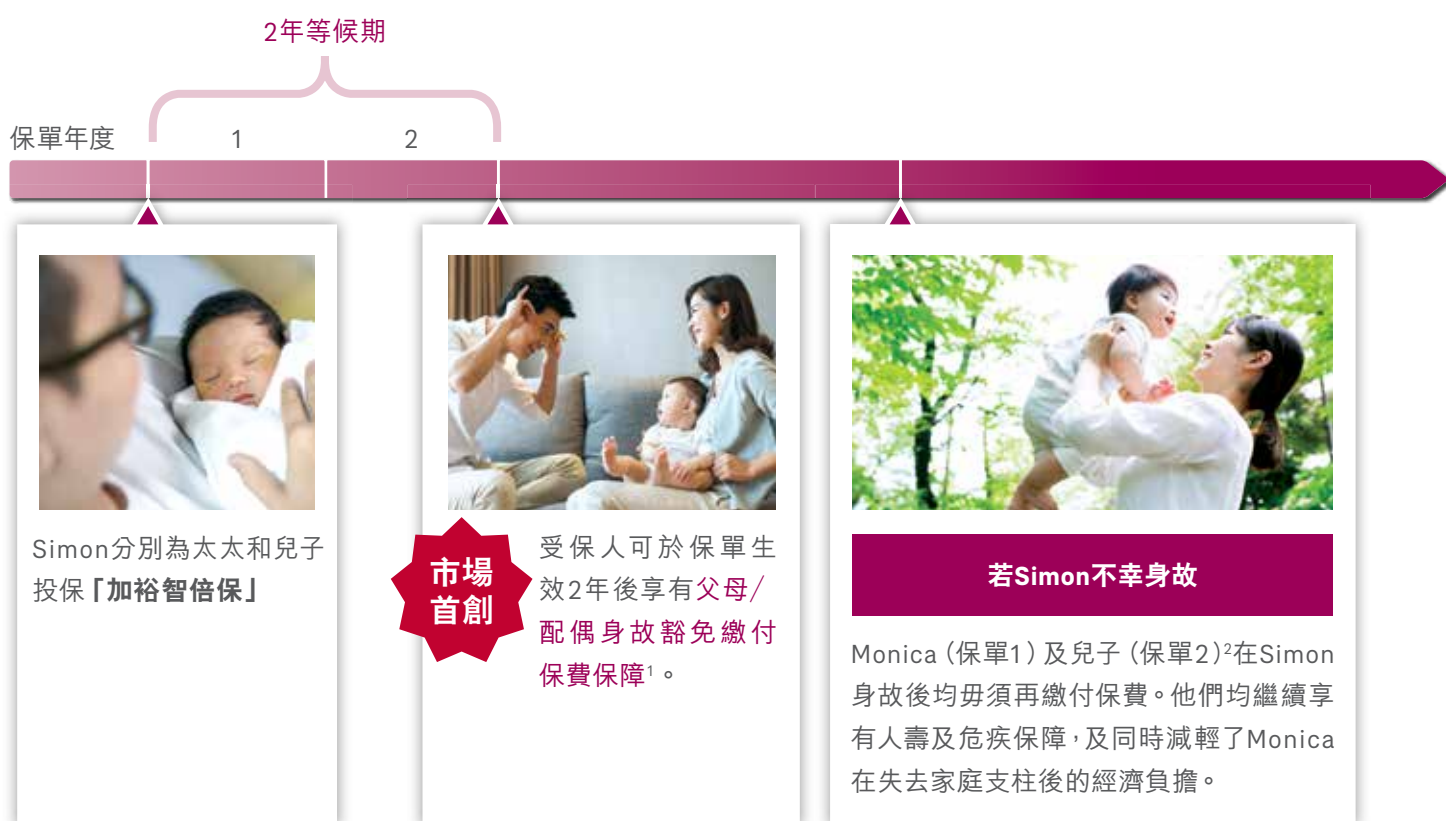 2年等候期
保單年度 1 2
Simon分別為太太和兒子
投保「加裕智倍保」
市場
首創
受保人可於保單生
效2年後享有父母/
配偶身故豁免繳付
保費保障¹。
若Simon不幸身故
Monica（保單1）及兒子（保單2）²在Simon
身故後均毋須再繳付保費。他們均繼續享
有人壽及危疾保障，及同時減輕了Monica
在失去家庭支柱後的經濟負擔。